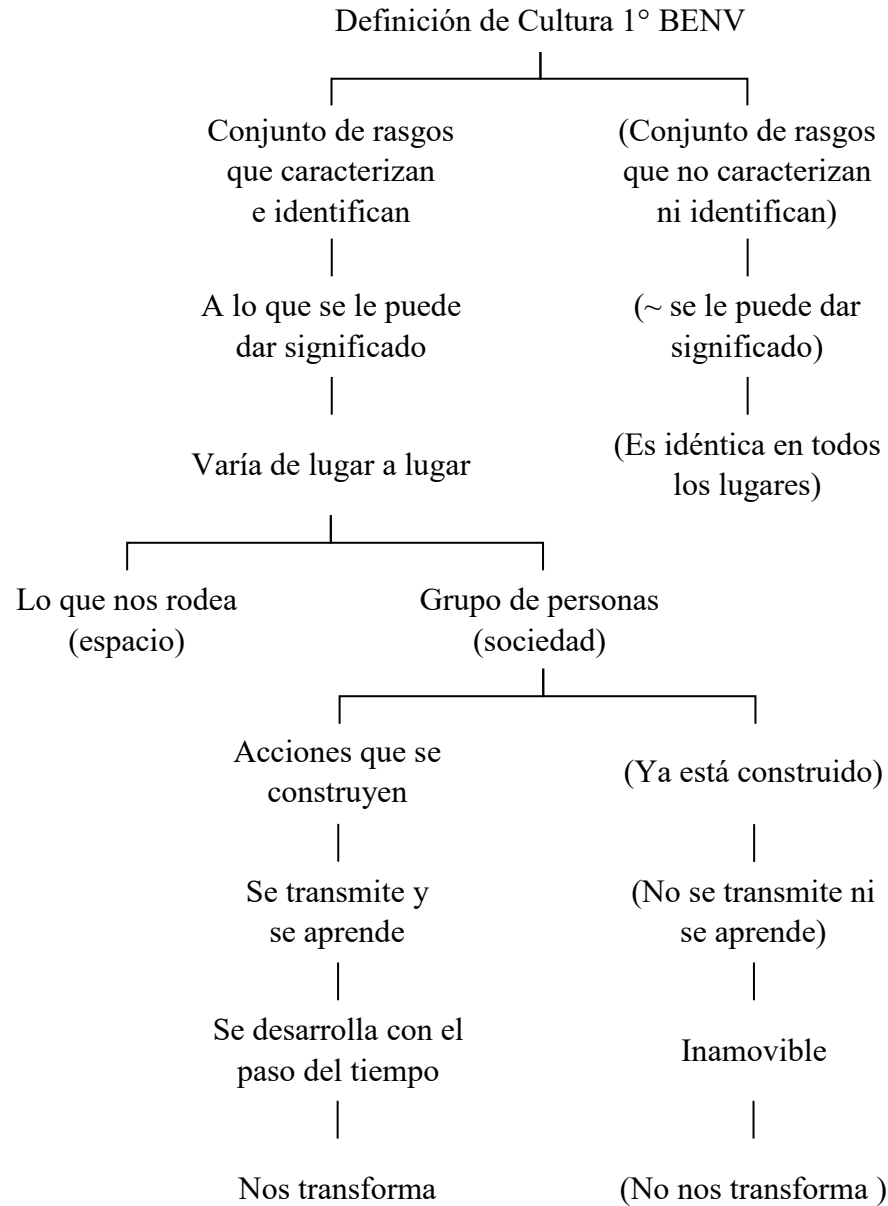 Definición de Cultura 1° BENV
Conjunto de rasgos
que caracterizan
e identifican
(Conjunto de rasgos
que no caracterizan
ni identifican)
A lo que se le puede
dar significado
(~ se le puede dar
significado)
Varía de lugar a lugar
(Es idéntica en todos
los lugares)
Lo que nos rodea
(espacio)
Grupo de personas
(sociedad)
Acciones que se
construyen
(Ya está construido)
Se transmite y
se aprende
(No se transmite ni
se aprende)
Se desarrolla con el
paso del tiempo
Inamovible
Nos transforma
(No nos transforma )